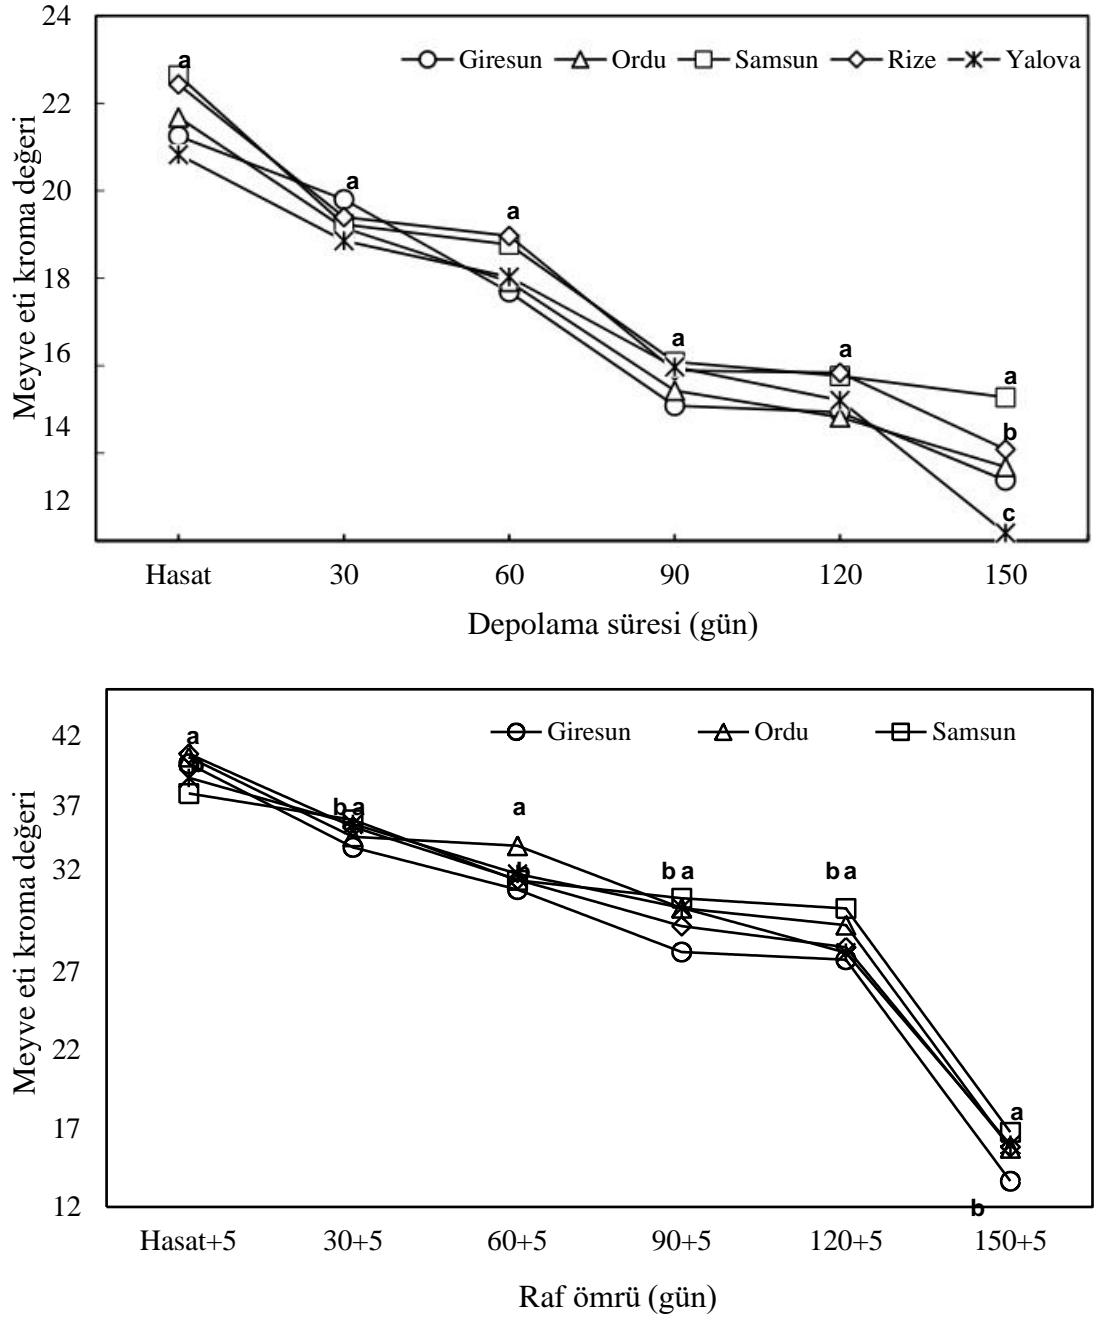 24
a
Giresun Ordu Samsun Rize Yalova
22
20
a
a
18
16
a
a
a
14
b
12
c
Meyve eti kroma değeri
Hasat 30 60 90 120 150
Depolama süresi (gün)
42
a
Giresun Ordu Samsun
37
b a
a
32
b
b a
b a
27
22
17
a
12
b
Meyve eti kroma değeri
Hasat+5 30+5 60+5 90+5 120+5 150+5
Raf ömrü (gün)